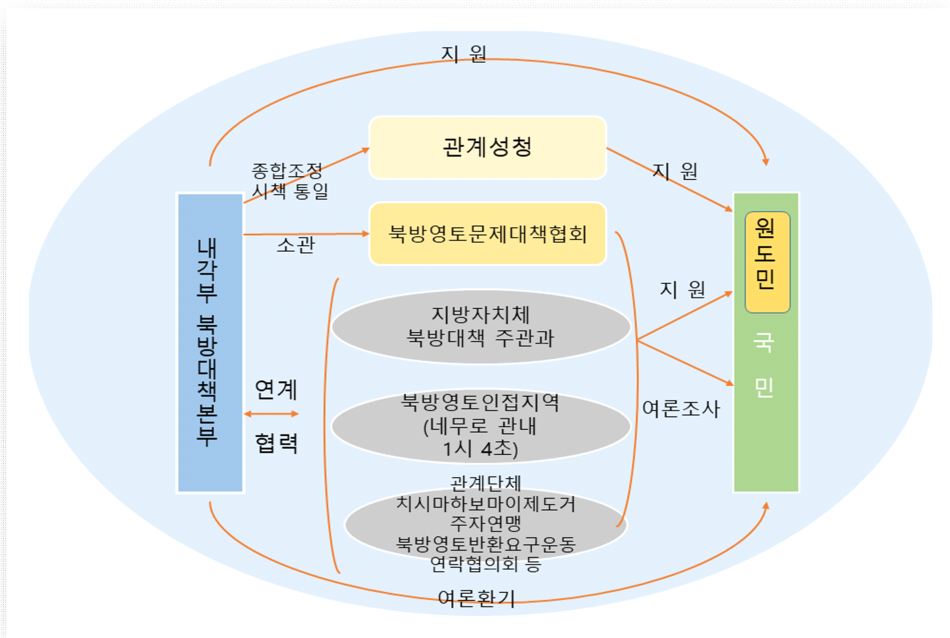 지 원
관계성청
종합조정
시책 통일
지 원
북방영토문제대책협회
소관
내각부 북방대책본부
원도민
국민
지 원
지방자치체
북방대책 주관과
연계
협력
여론조사
북방영토인접지역
(네무로 관내
1시 4초)
관계단체
치시마하보마이제도거
주자연맹
북방영토반환요구운동
연락협의회 등
여론환기